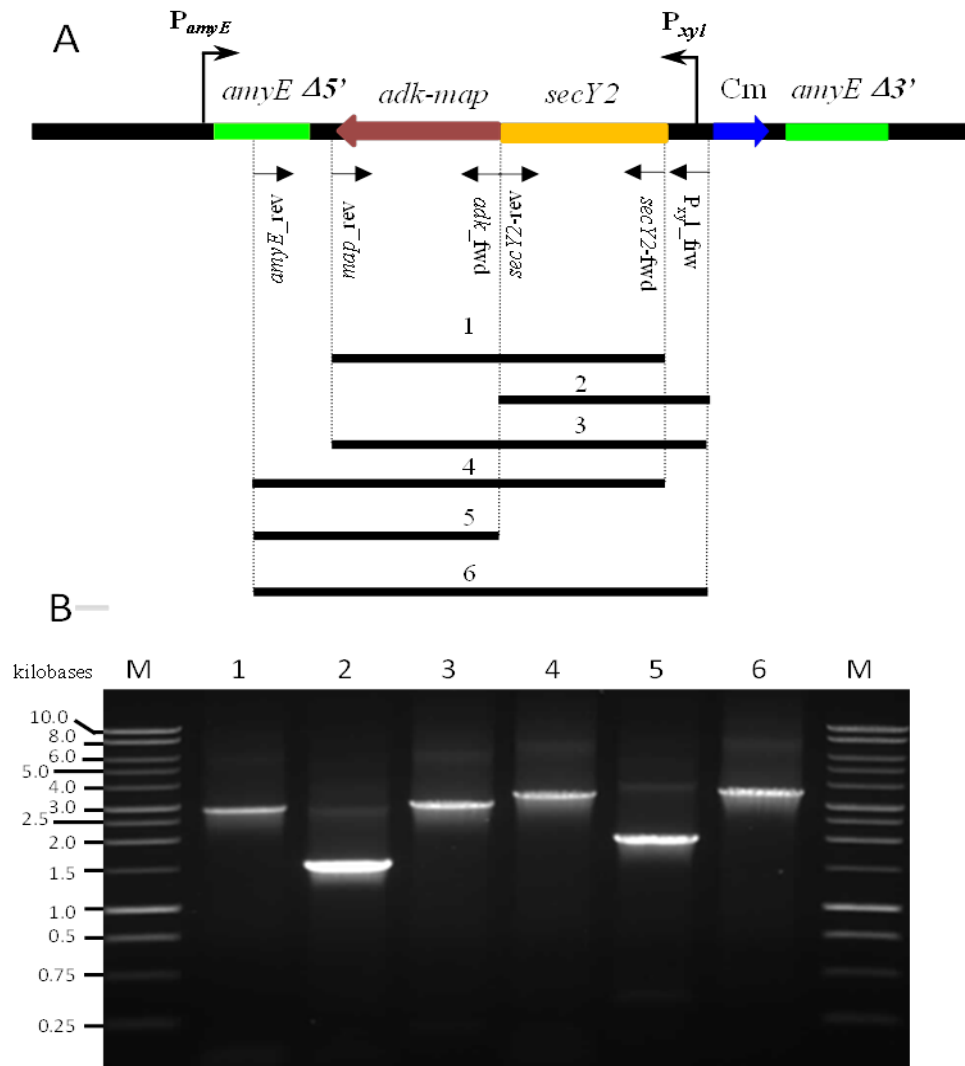 A
PamyE
Pxyl
amyE Δ5’
adk-map
secY2
Cm
amyE Δ3’
amyE_rev
map_rev
adk_fwd
secY2-rev
secY2-fwd
Pxyl_frw
1
2
3
4
5
6
B
kilobases
M 1 2 3 4 5 6 M
10.0
8.0
6.0
5.0
4.0
3.0
2.5
2.0
1.5
1.0
0.5
0.75
0.25